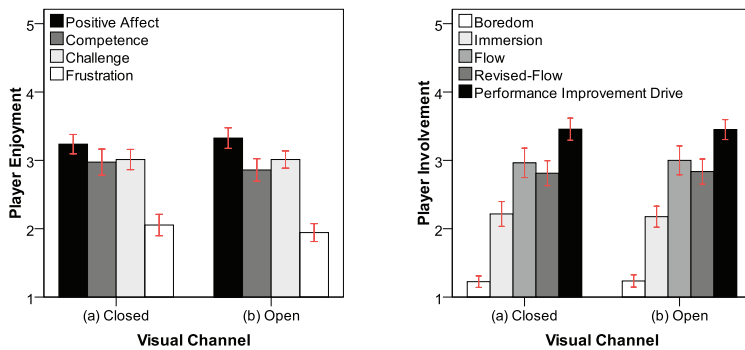 5
4
3
2
1
Player Enjoyment
Positive Affect
Competence
Challenge
Frustration
(a) Closed
(b) Open
Visual Channel
5
4
3
2
1
Player Involvement
Boredom
Immersion
Flow
Revised-Flow
Performance Improvement Drive
(a) Closed
(b) Open
Visual Channel